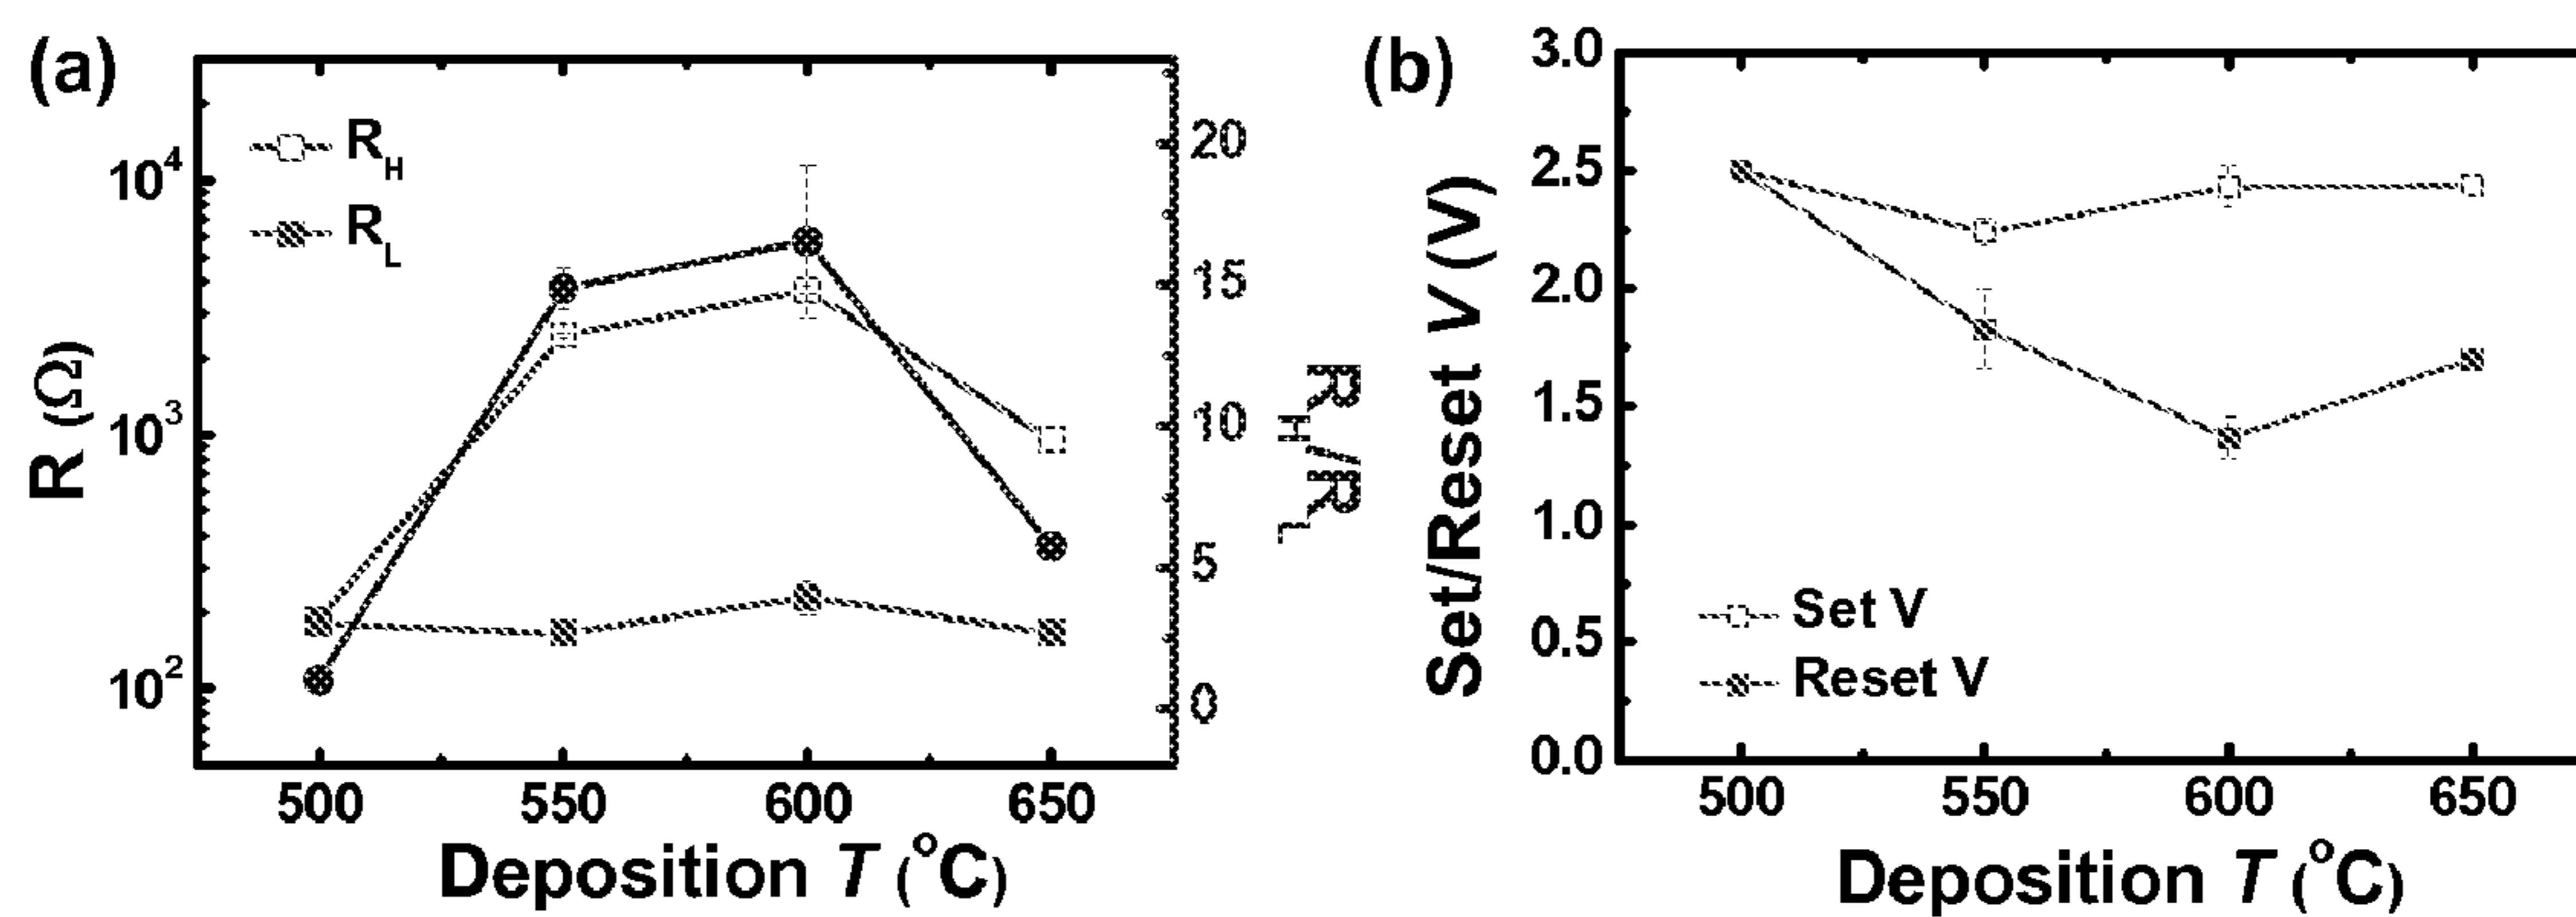 (a)
R_H
R_L
10^4
10^3
10^2
R (Ω)
20
15
10
5
0
R_H/R_L
500 550 600 650
Deposition T (°C)
(b)
3.0
2.5
2.0
1.5
1.0
0.5
0.0
Set/Reset V (V)
Set V
Reset V
500 550 600 650
Deposition T (°C)